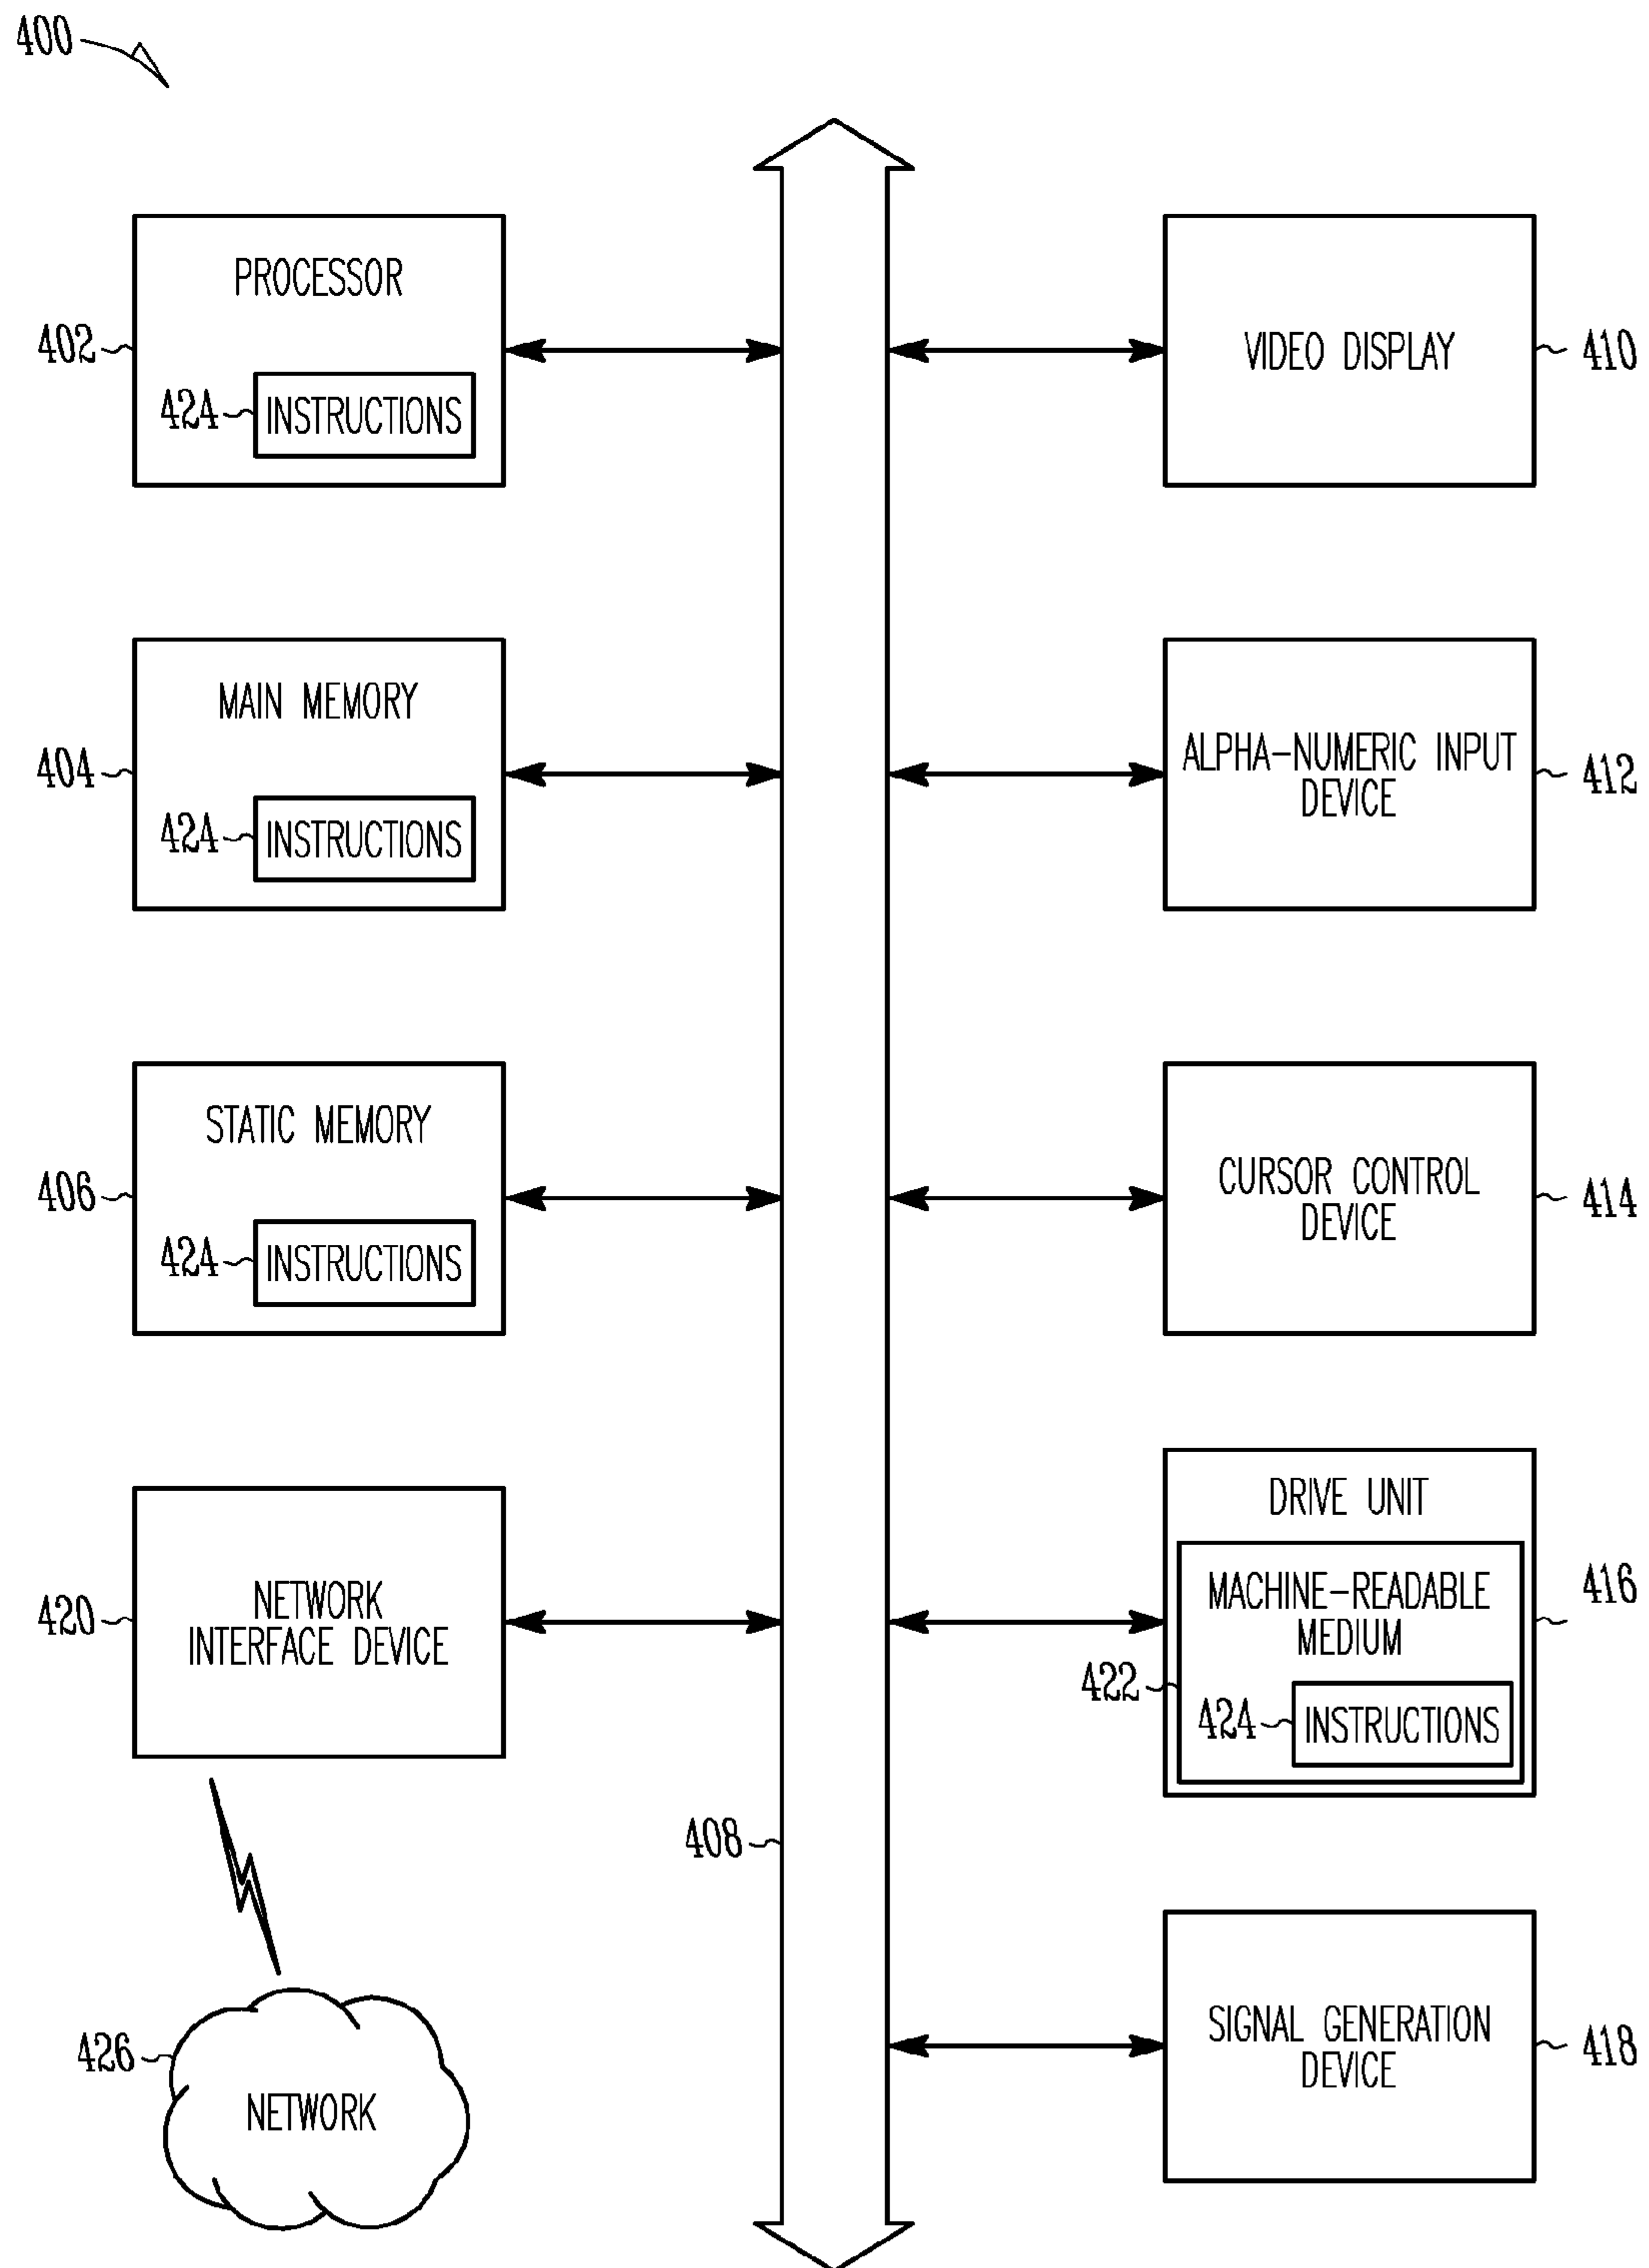 400
PROCESSOR
402
424
INSTRUCTIONS
MAIN MEMORY
404
424
INSTRUCTIONS
STATIC MEMORY
406
424
INSTRUCTIONS
420
NETWORK
INTERFACE DEVICE
426
NETWORK
408
VIDEO DISPLAY
410
ALPHA-NUMERIC INPUT
DEVICE
412
CURSOR CONTROL
DEVICE
414
DRIVE UNIT
MACHINE-READABLE
MEDIUM
416
422
424
INSTRUCTIONS
SIGNAL GENERATION
DEVICE
418